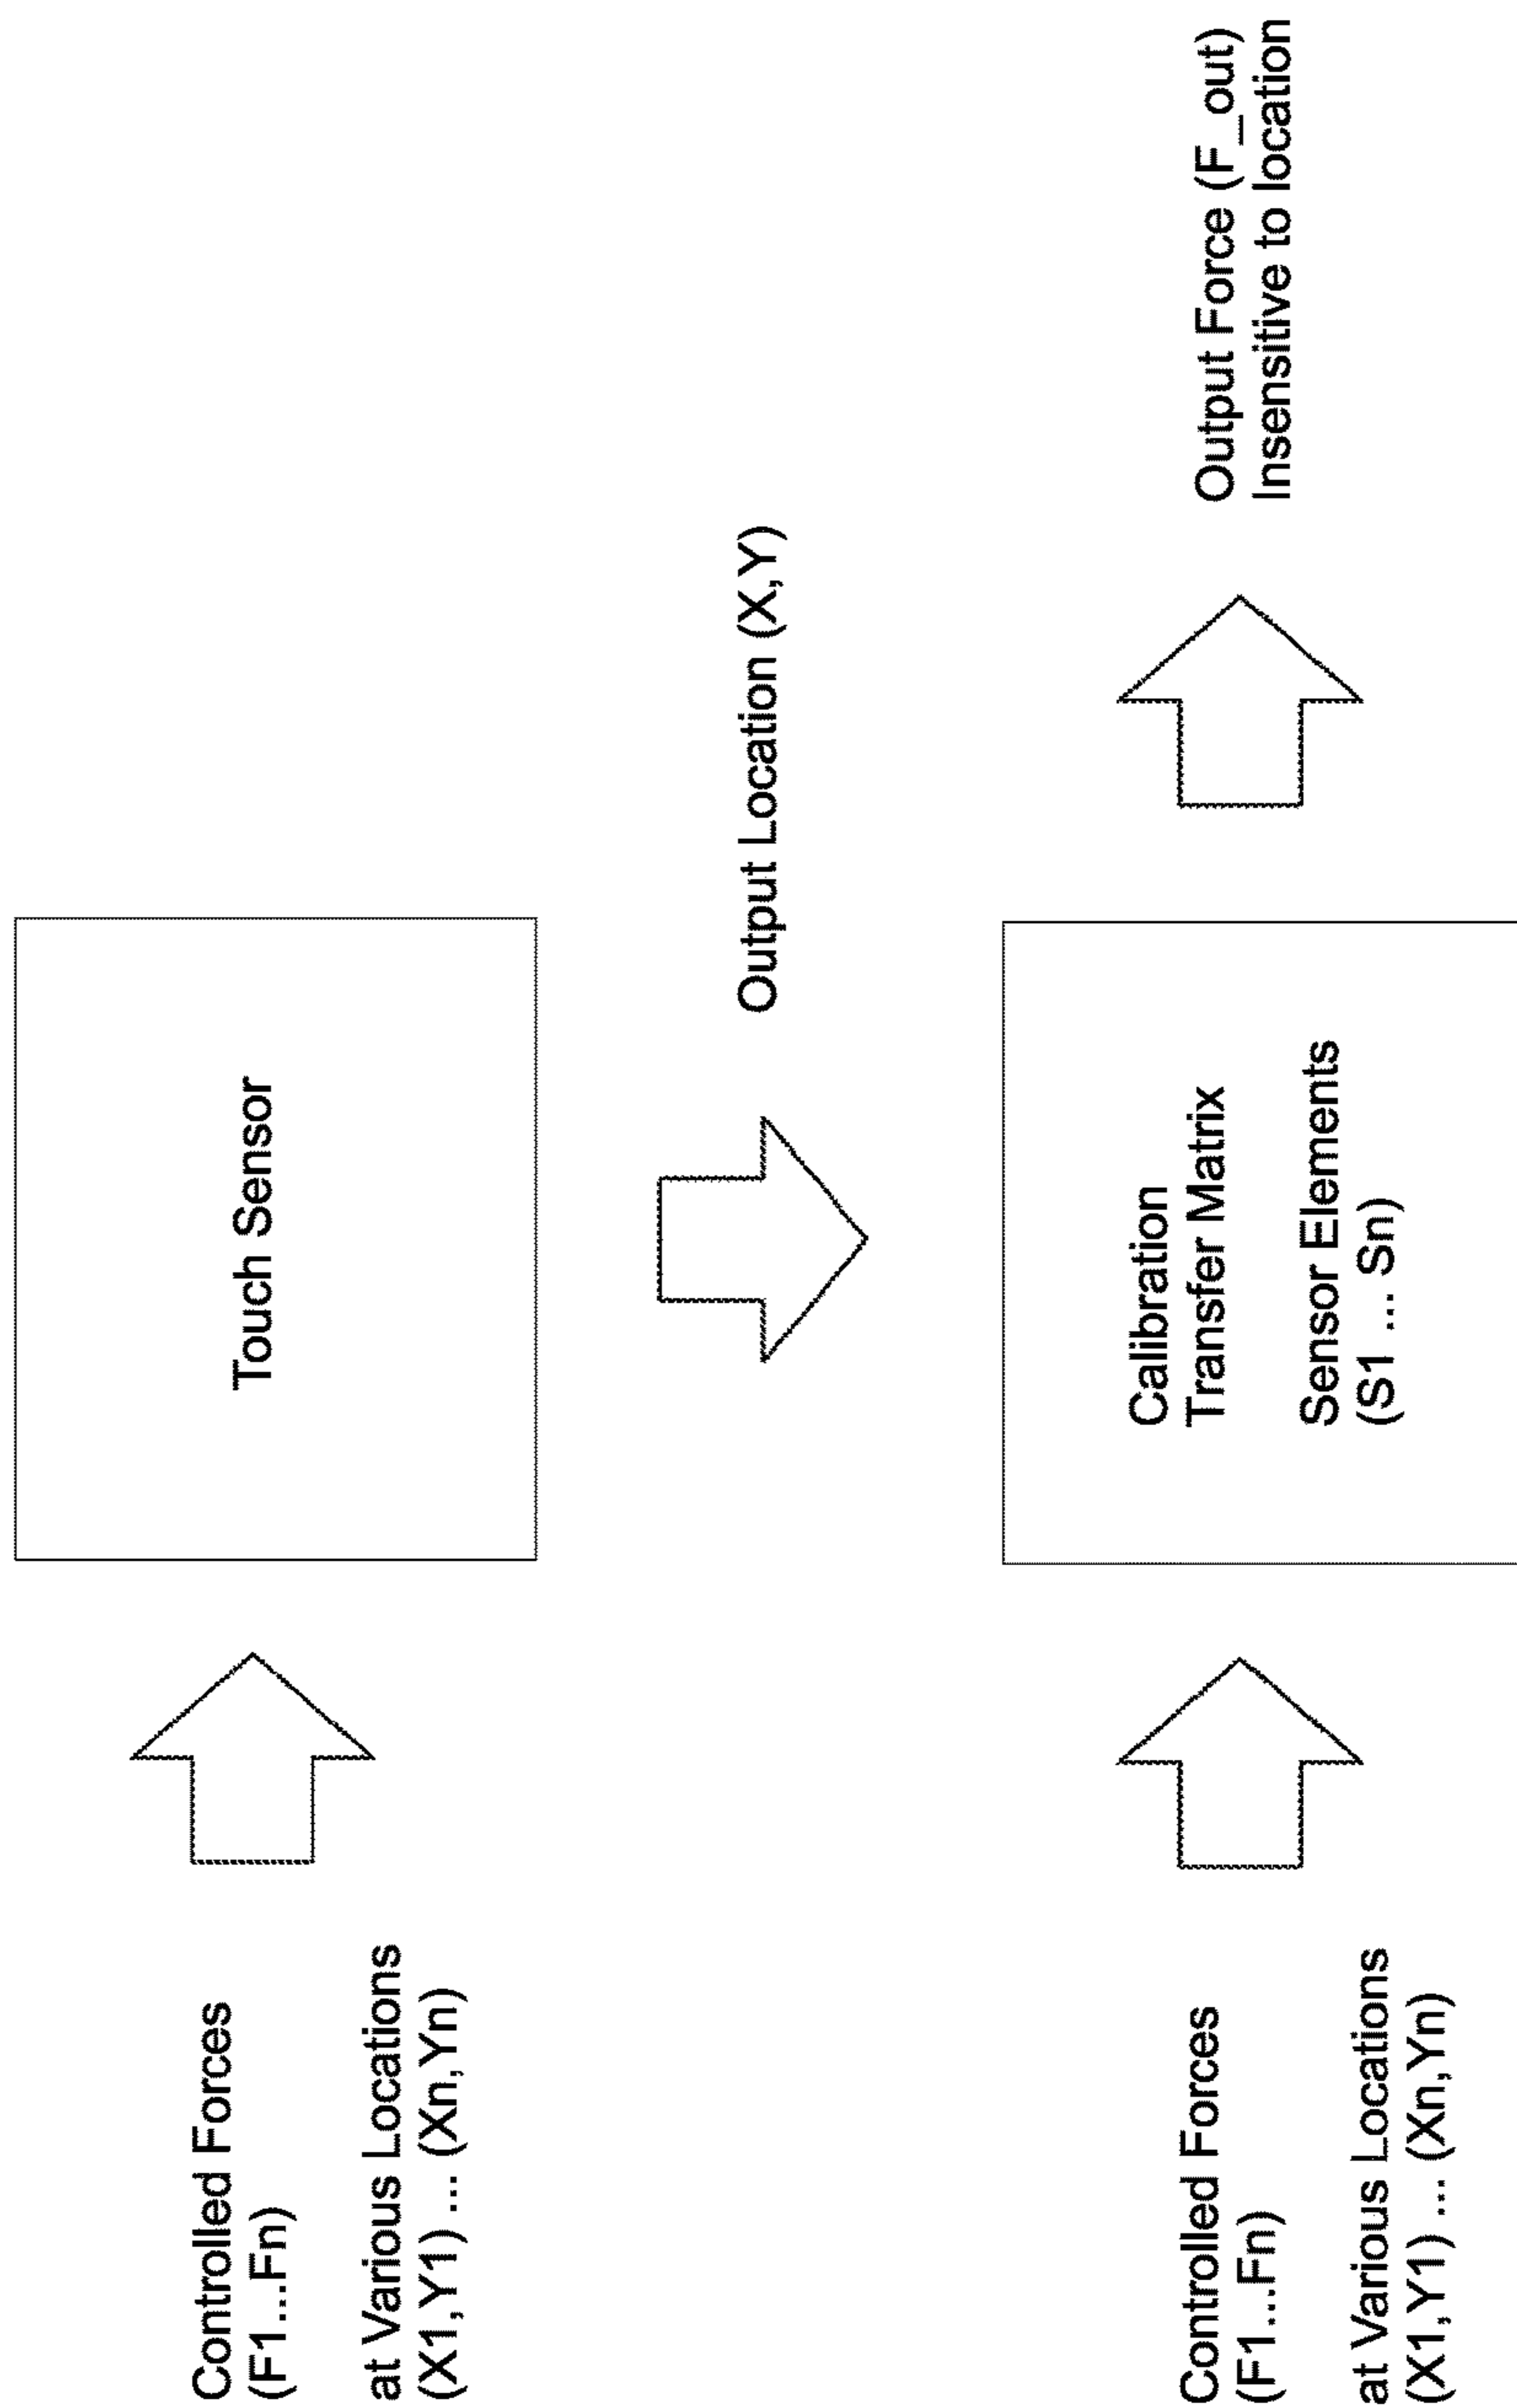 Controlled Forces
(F1...Fn)
at Various Locations
(X1,Y1) ... (Xn,Yn)
Touch Sensor
Output Location (X,Y)
Controlled Forces
(F1...Fn)
at Various Locations
(X1,Y1) ... (Xn,Yn)
Calibration
Transfer Matrix
Sensor Elements
(S1 ... Sn)
Output Force (F_out)
Insensitive to location